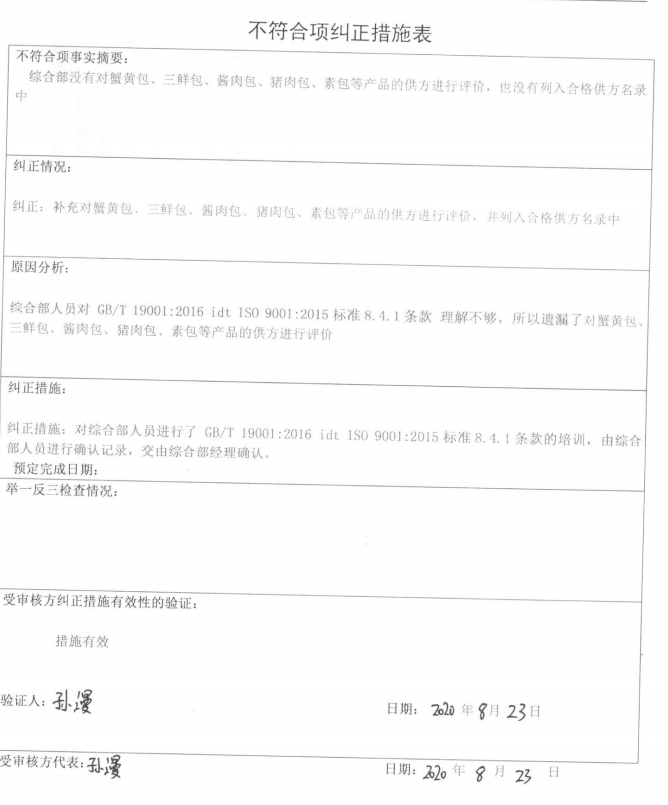 不符合项纠正措施表
不符合项事实摘要：
综合部没有对蟹黄包、三鲜包、酱肉包、猪肉包、素包等产品的供方进行评价，也没有列入合格供方名录
中
纠正情况：
纠正：补充对蟹黄包、三鲜包、酱肉包、猪肉包、素包等产品的供方进行评价，并列入合格供方名录中
原因分析：
综合部人员对 GB/T 19001:2016 idt ISO 9001:2015 标准 8.4.1 条款 理解不够，所以遗漏了对蟹黄包、
三鲜包、酱肉包、猪肉包、素包等产品的供方进行评价
纠正措施：
纠正措施：对综合部人员进行了 GB/T 19001:2016 idt ISO 9001:2015 标准 8.4.1 条款的培训，由综合
部人员进行确认记录，交由综合部经理确认。
预定完成日期：
举一反三检查情况：
受审核方纠正措施有效性的验证：
措施有效
验证人：孙漫 日期： 2020 年 8 月 23 日
受审核方代表：孙漫 日期： 2020 年 8 月 23 日